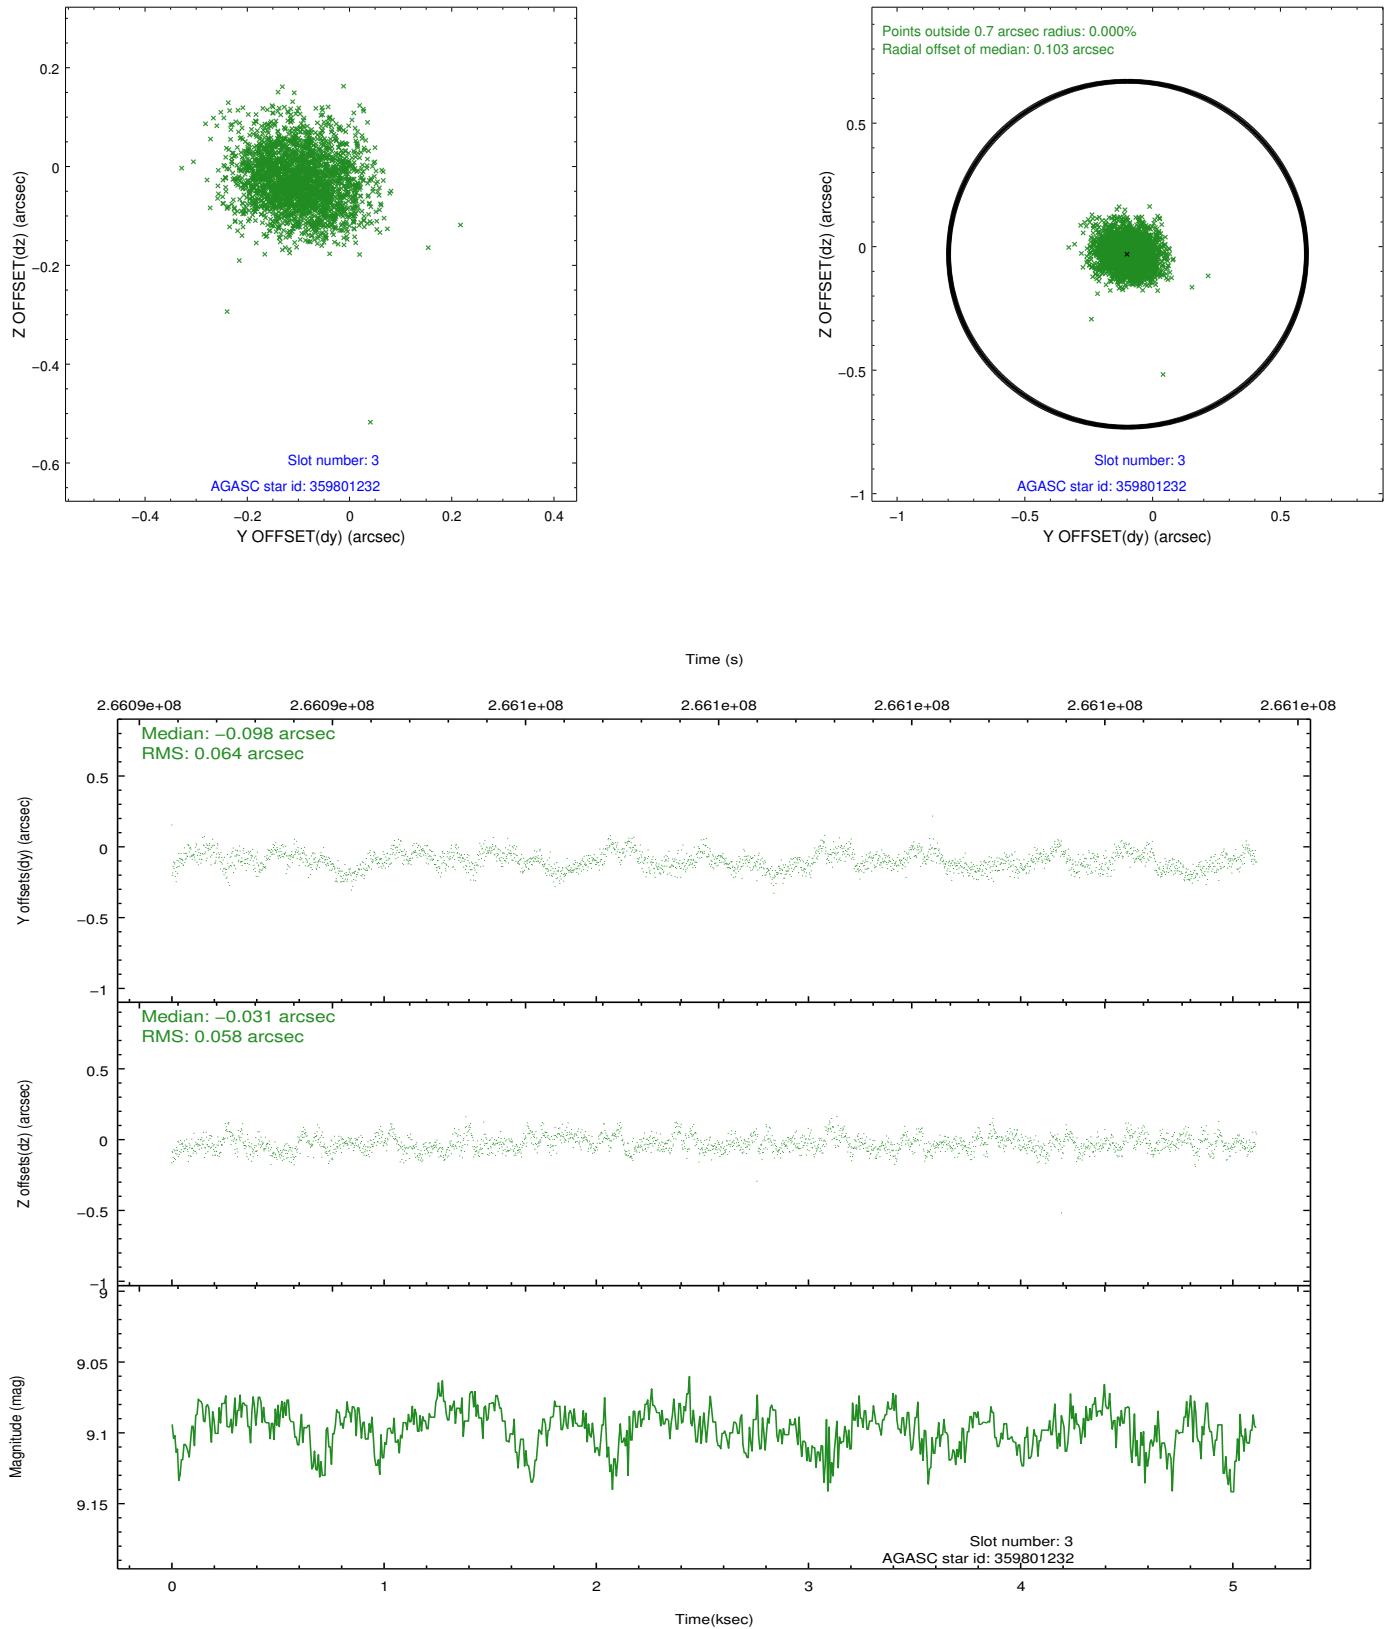 0.2
0
−0.2
−0.4
−0.6
Z OFFSET(dz) (arcsec)
Slot number: 3
AGASC star id: 359801232
−0.4
−0.2
0
0.2
0.4
Y OFFSET(dy) (arcsec)
Points outside 0.7 arcsec radius: 0.000%
Radial offset of median: 0.103 arcsec
0.5
0
−0.5
−1
Z OFFSET(dz) (arcsec)
Slot number: 3
AGASC star id: 359801232
−1
−0.5
0
0.5
Y OFFSET(dy) (arcsec)
Time (s)
2.6609e+08
2.6609e+08
2.661e+08
2.661e+08
2.661e+08
2.661e+08
2.661e+08
Median: −0.098 arcsec
RMS: 0.064 arcsec
0.5
0
−0.5
−1
Y offsets(dy) (arcsec)
Median: −0.031 arcsec
RMS: 0.058 arcsec
0.5
0
−0.5
−1
Z offsets(dz) (arcsec)
9
9.05
9.1
9.15
Magnitude (mag)
Slot number: 3
AGASC star id: 359801232
0
1
2
3
4
5
Time(ksec)